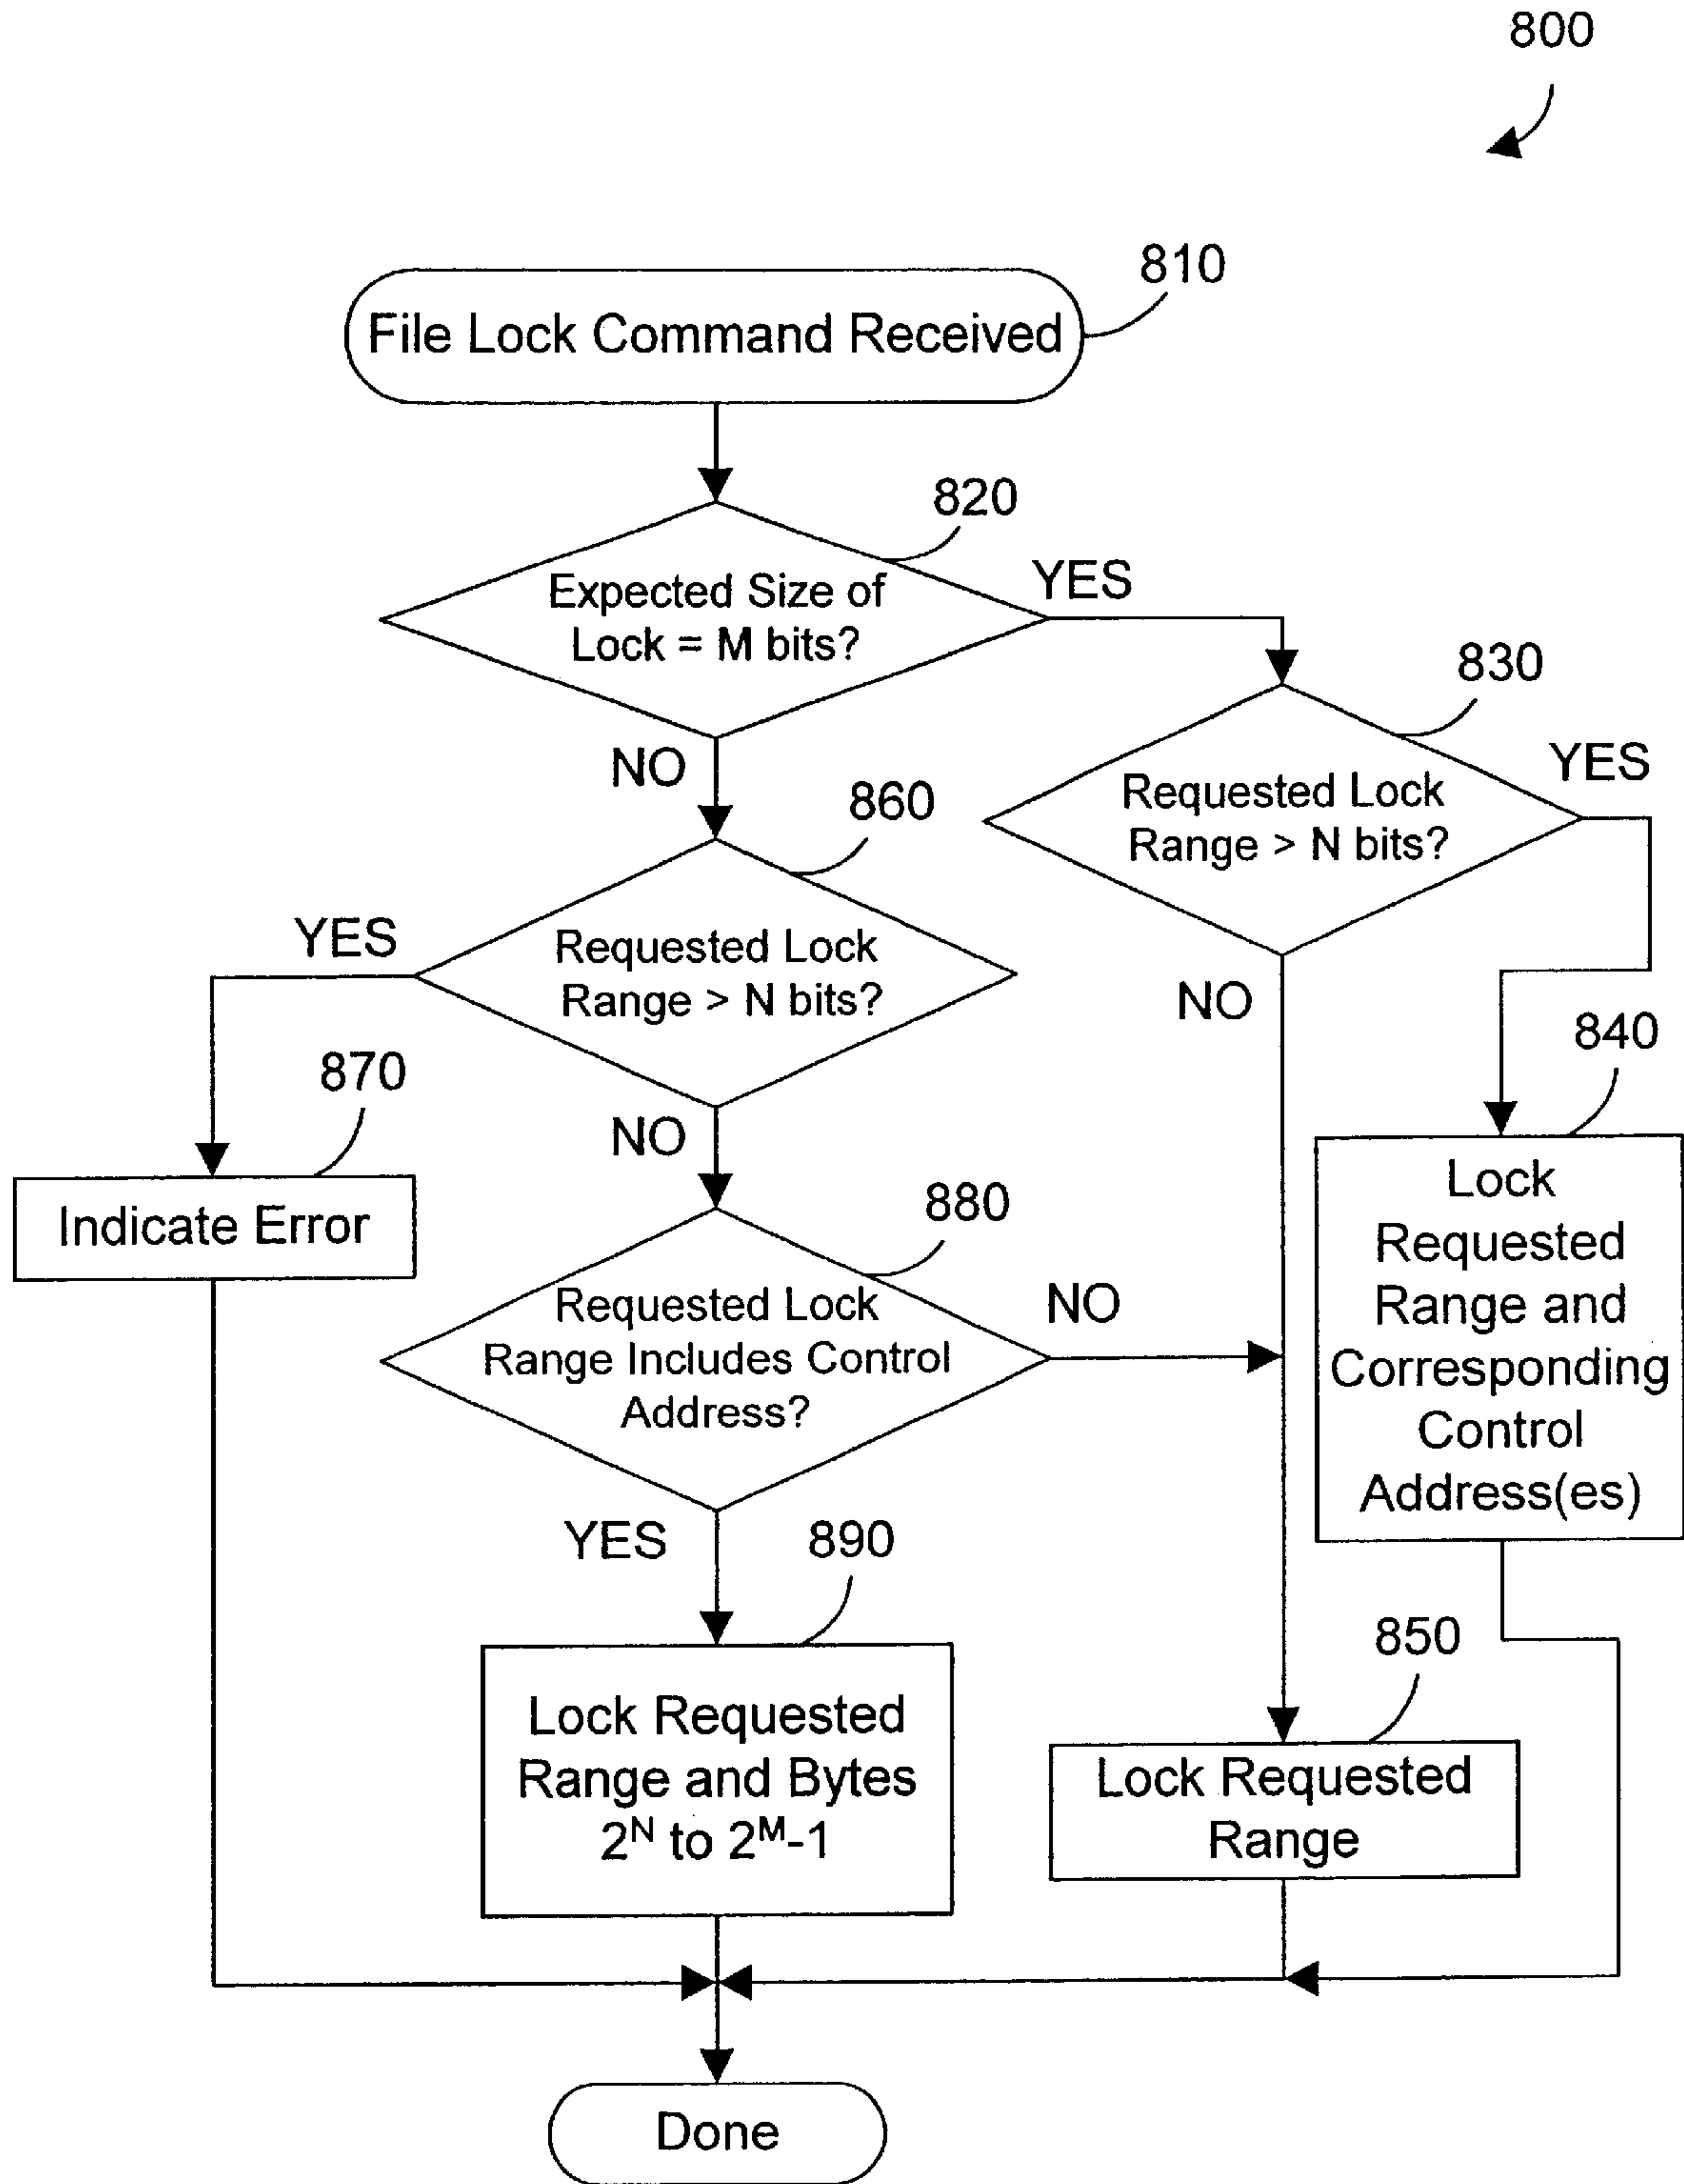 800
810
File Lock Command Received
820
Expected Size of
Lock = M bits?
YES
NO
830
Requested Lock
Range > N bits?
YES
NO
860
Requested Lock
Range > N bits?
YES
NO
870
Indicate Error
840
Lock
Requested
Range and
Corresponding
Control
Address(es)
880
Requested Lock
Range Includes Control
Address?
NO
YES
890
Lock Requested
Range and Bytes
2ᴺ to 2ᴹ-1
850
Lock Requested
Range
Done